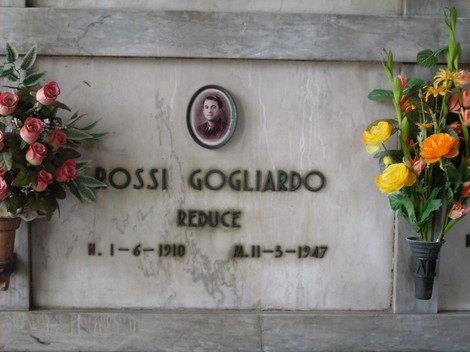 ROSSI GOGLIARDO
REDUCE
N. 1-6-1910 M. 11-5-1947